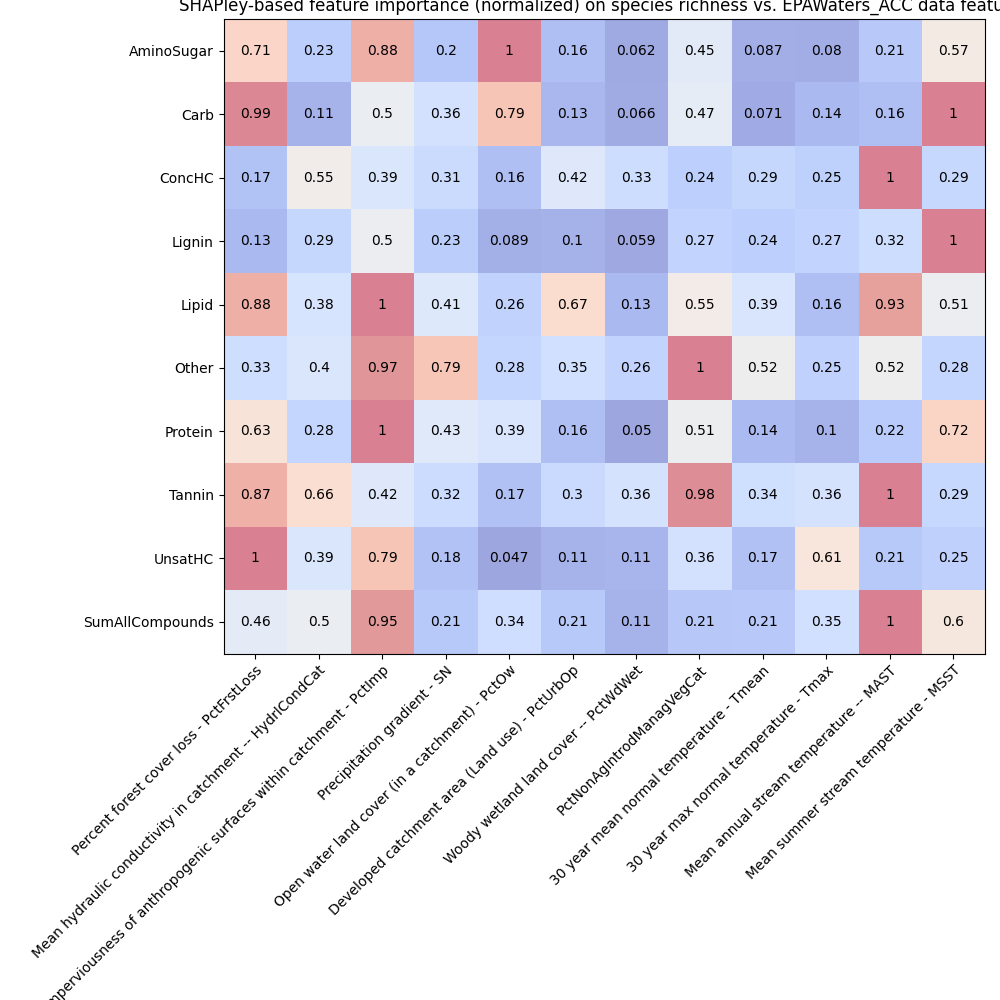 SHAPley-based feature importance (normalized) on species richness vs. EPAWaters_ACC data
AminoSugar 0.71 0.23 0.88 0.2 1 0.16 0.062 0.45 0.087 0.08 0.21 0.57
Carb 0.99 0.11 0.5 0.36 0.79 0.13 0.066 0.47 0.071 0.14 0.16 1
ConcHC 0.17 0.55 0.39 0.31 0.16 0.42 0.33 0.24 0.29 0.25 1 0.29
Lignin 0.13 0.29 0.5 0.23 0.089 0.1 0.059 0.27 0.24 0.27 0.32 1
Lipid 0.88 0.38 1 0.41 0.26 0.67 0.13 0.55 0.39 0.16 0.93 0.51
Other 0.33 0.4 0.97 0.79 0.28 0.35 0.26 1 0.52 0.25 0.52 0.28
Protein 0.63 0.28 1 0.43 0.39 0.16 0.05 0.51 0.14 0.1 0.22 0.72
Tannin 0.87 0.66 0.42 0.32 0.17 0.3 0.36 0.98 0.34 0.36 1 0.29
UnsatHC 1 0.39 0.79 0.18 0.047 0.11 0.11 0.36 0.17 0.61 0.21 0.25
SumAllCompounds 0.46 0.5 0.95 0.21 0.34 0.21 0.11 0.21 0.21 0.35 1 0.6
Percent forest cover loss - PctFrstLoss
Mean hydraulic conductivity in catchment -- HydrlCondCat
of anthropogenic surfaces within catchment - PctImp
Precipitation gradient - SN
Open water land cover (in a catchment) - PctOw
Developed catchment area (Land use) - PctUrbOp
Woody wetland land cover -- PctWdWet
PctNonAgIntrodManagVegCat
30 year mean normal temperature - Tmean
30 year max normal temperature - Tmax
Mean annual stream temperature -- MAST
Mean summer stream temperature - MSST